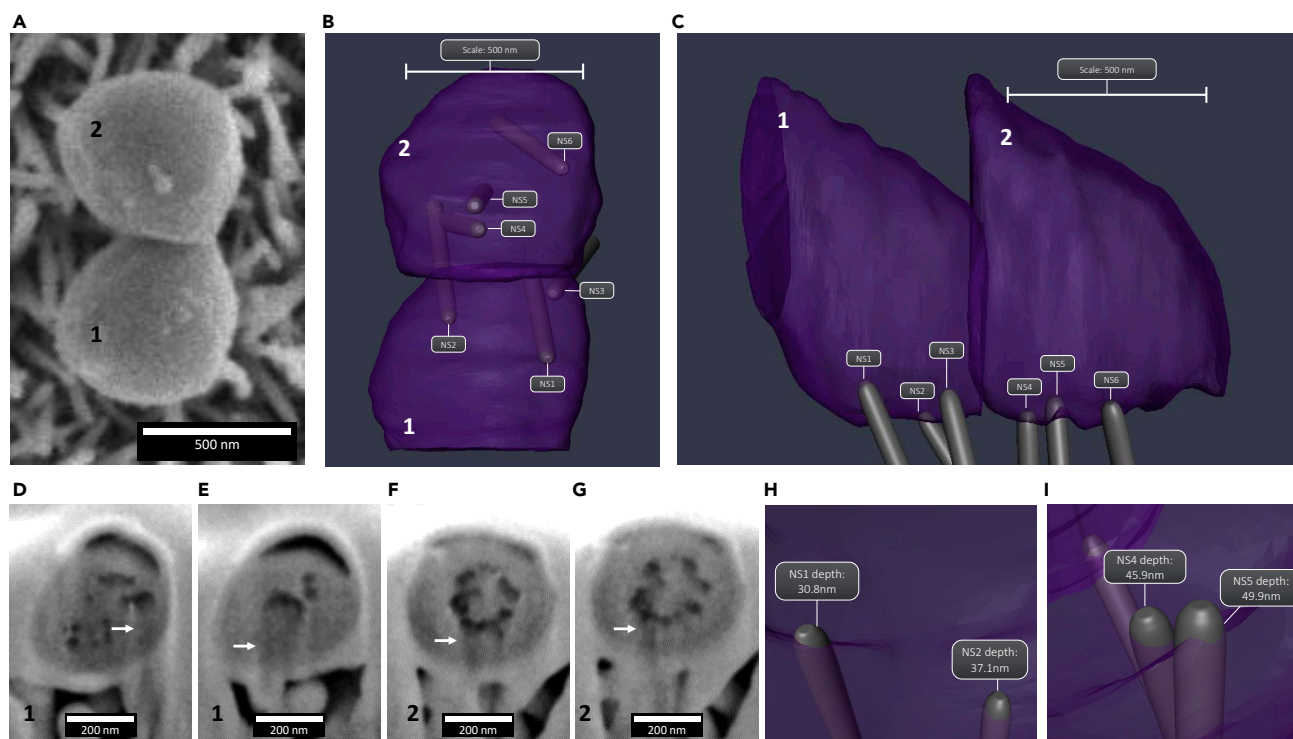 A
B
C
2
1
500 nm
Scale: 500 nm
2
NS6
NS5
NS4
NS3
NS2
NS1
1
Scale: 500 nm
1
2
NS1
NS3
NS2
NS4
NS5
NS6
D
E
F
G
H
I
1
200 nm
1
200 nm
2
200 nm
2
200 nm
NS1 depth:
30.8nm
NS2 depth:
37.1nm
NS4 depth:
45.9nm
NS5 depth:
49.9nm